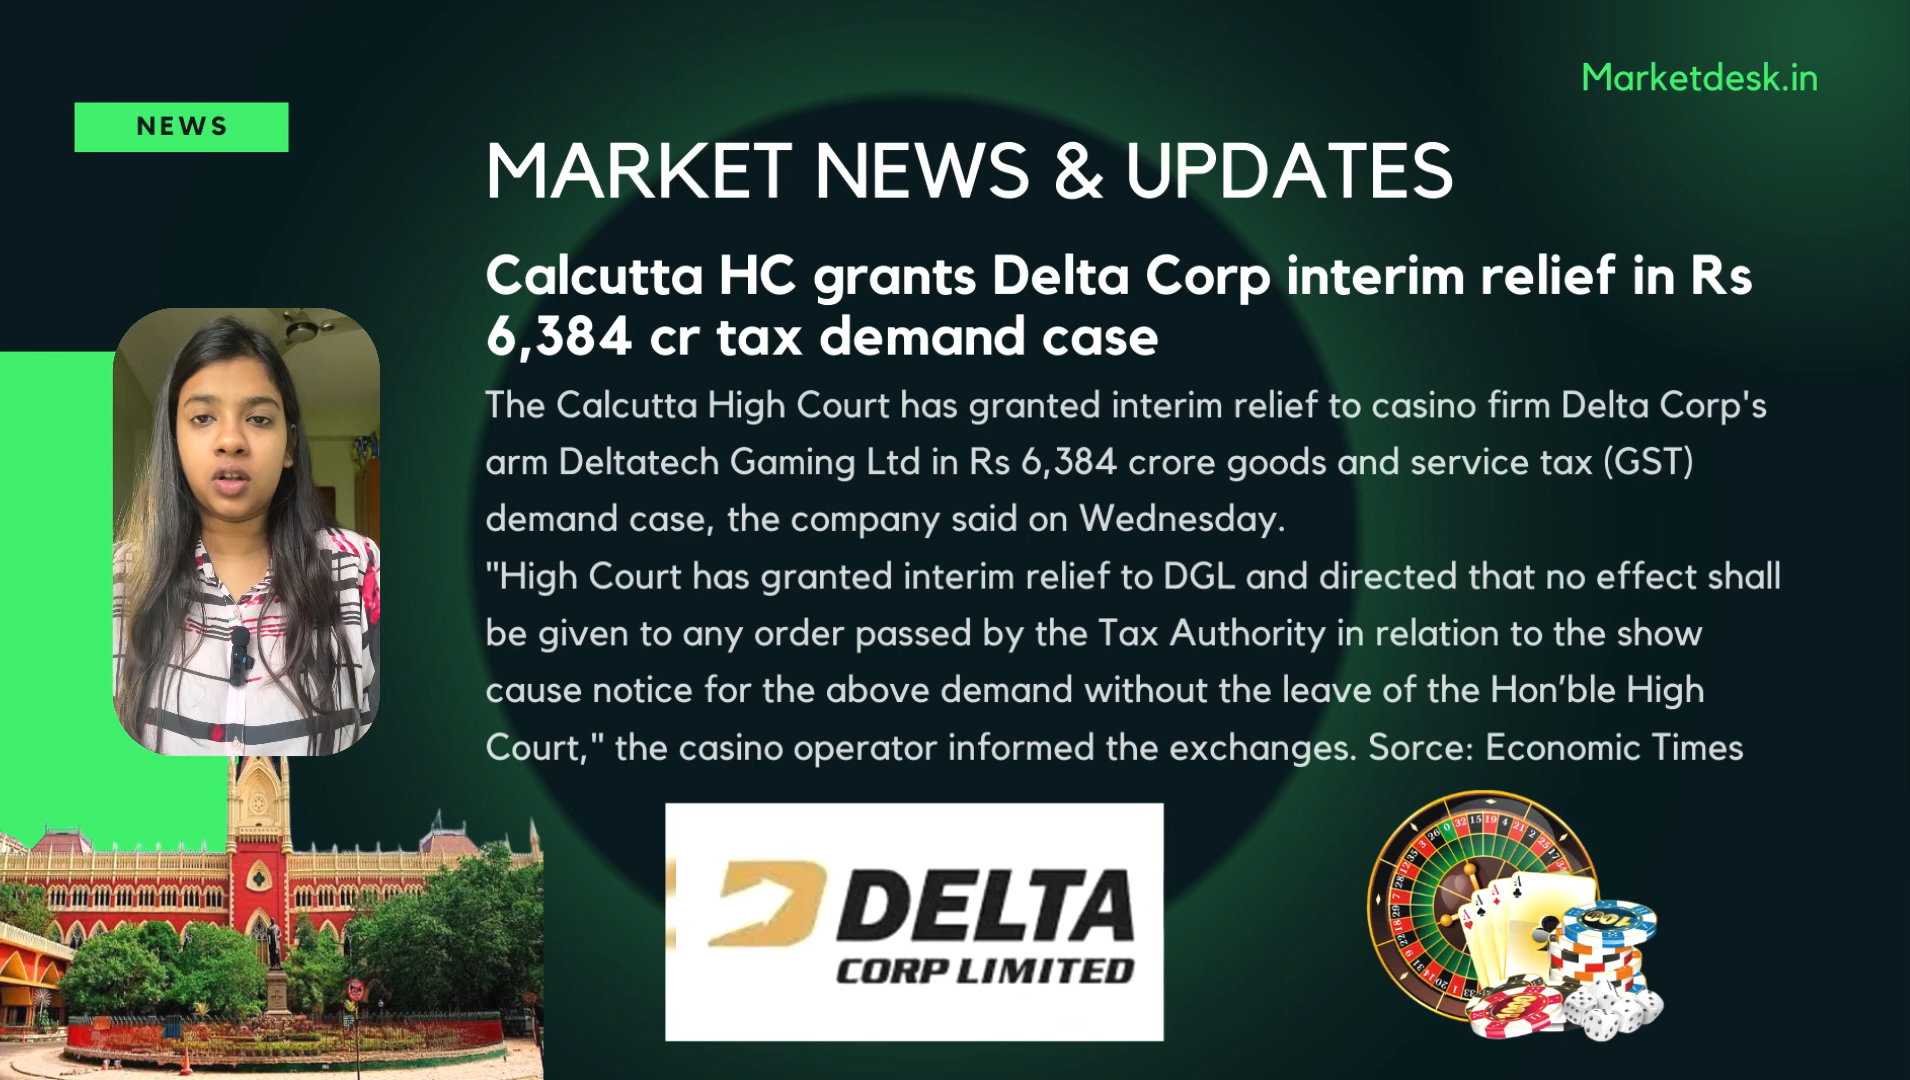 Marketdesk.in
NEWS
MARKET NEWS & UPDATES
Calcutta HC grants Delta Corp interim relief in Rs
6,384 cr tax demand case
The Calcutta High Court has granted interim relief to casino firm Delta Corp's
arm Deltatech Gaming Ltd in Rs 6,384 crore goods and service tax (GST)
demand case, the company said on Wednesday.
"High Court has granted interim relief to DGL and directed that no effect shall
be given to any order passed by the Tax Authority in relation to the show
cause notice for the above demand without the leave of the Hon’ble High
Court," the casino operator informed the exchanges. Sorce: Economic Times
DELTA
CORP LIMITED